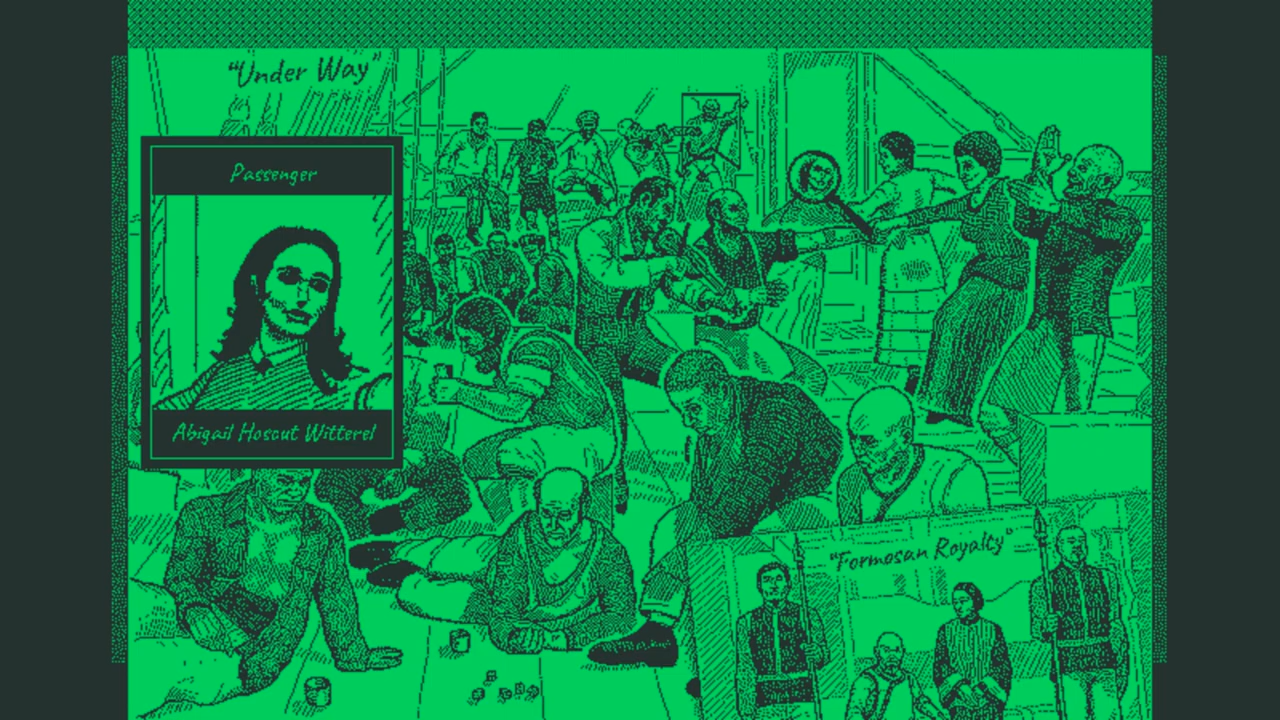 “Under Way”
Passenger
Abigail Hoscut Witterel
“Formosan Royalty”